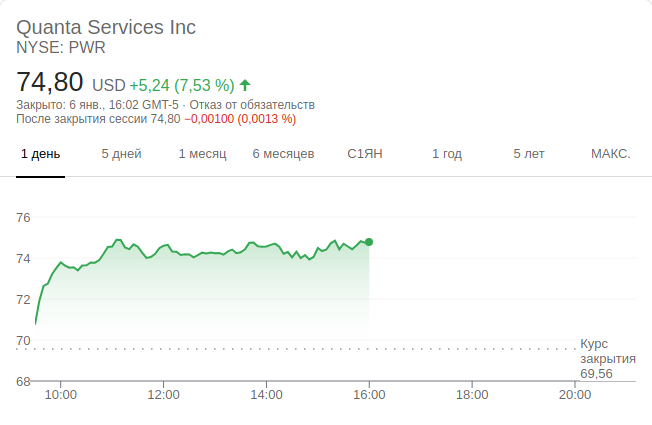 Quanta Services Inc
NYSE: PWR
74,80 USD +5,24 (7,53 %)
Закрыто: 6 янв., 16:02 GMT-5 · Отказ от обязательств
После закрытия сессии 74,80 −0,00100 (0,0013 %)
1 день 5 дней 1 месяц 6 месяцев С1ЯН 1 год 5 лет МАКС.
76
74
72
70
Курс
закрытия
69,56
68
10:00 12:00 14:00 16:00 18:00 20:00